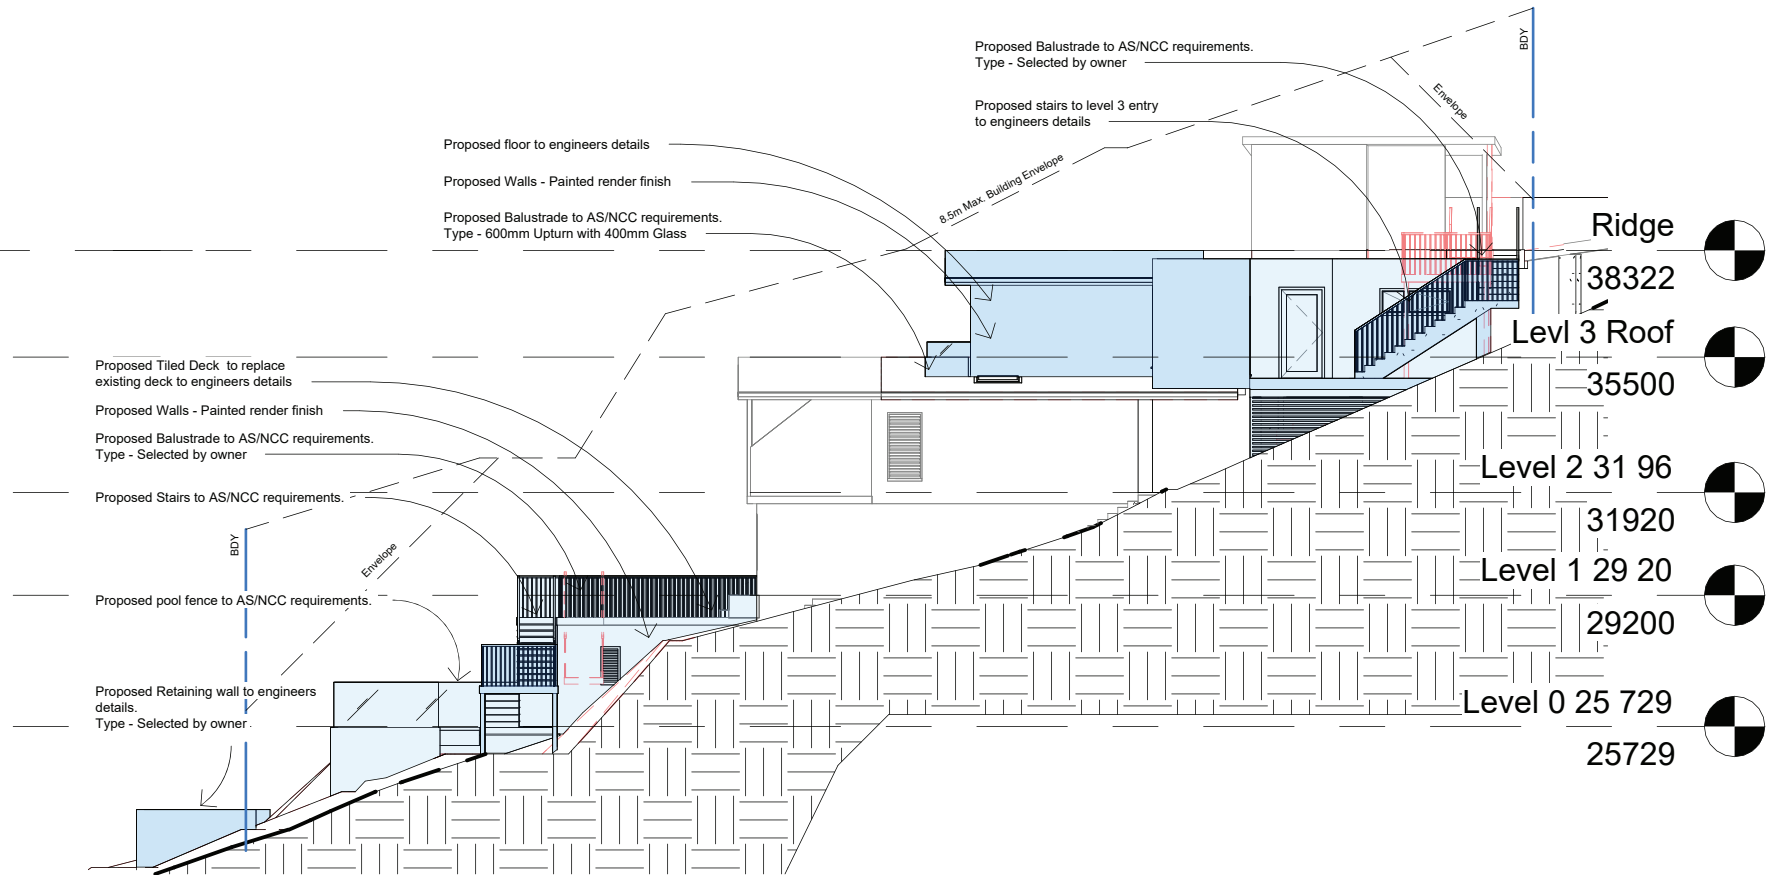 Proposed Balustrade to AS/NCC requirements.
Type - Selected by owner
BDY
Envelope
Proposed stairs to level 3 entry
to engineers details
Proposed floor to engineers details
8.5m Max. Building Envelope
Proposed Walls - Painted render finish
Proposed Balustrade to AS/NCC requirements.
Type - 600mm Upturn with 400mm Glass
Ridge
38322
Levl 3 Roof
35500
Proposed Tiled Deck to replace
existing deck to engineers details
Proposed Walls - Painted render finish
Proposed Balustrade to AS/NCC requirements.
Type - Selected by owner
Level 2 31 96
31920
Proposed Stairs to AS/NCC requirements.
BDY
Envelope
Level 1 29 20
29200
Proposed pool fence to AS/NCC requirements.
Proposed Retaining wall to engineers
details.
Type - Selected by owner
Level 0 25 729
25729